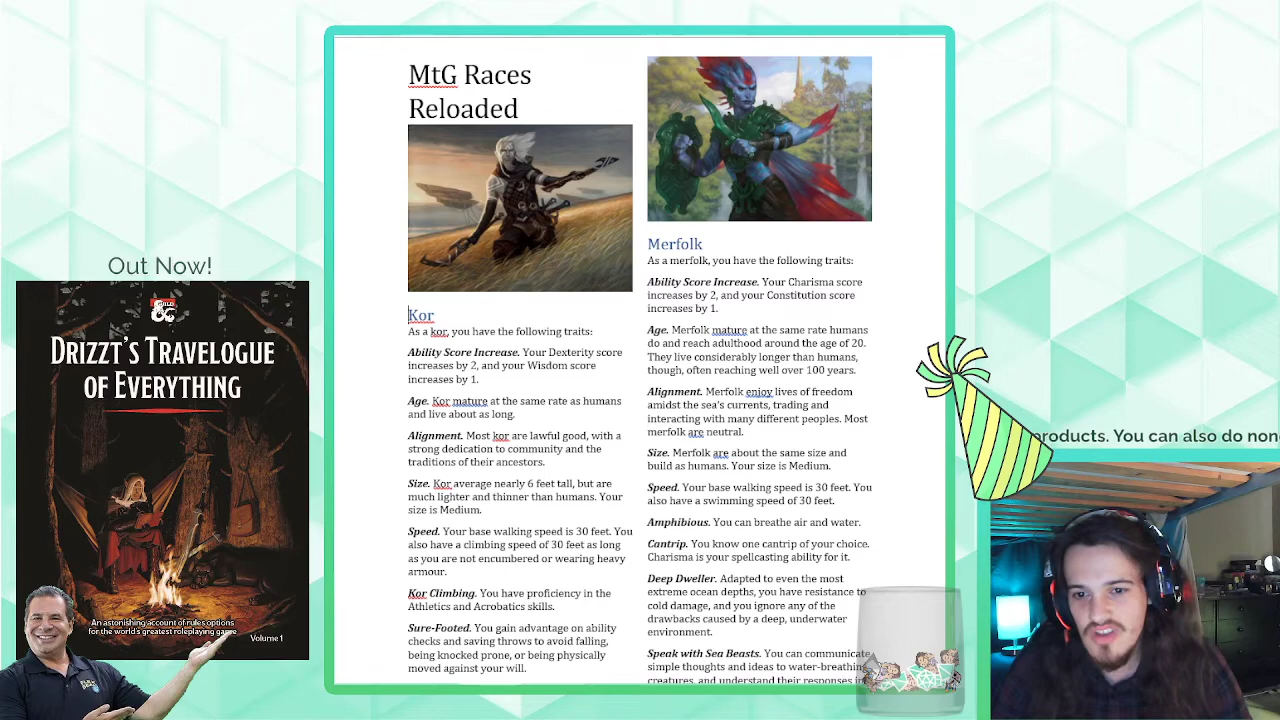 Out Now!
DRIZZT'S TRAVELOGUE
OF EVERYTHING
An astonishing account of rules options
for the world's greatest roleplaying game
Volume 1
MtG Races
Reloaded
Kor
As a kor, you have the following traits:
Ability Score Increase. Your Dexterity score
increases by 2, and your Wisdom score
increases by 1.
Age. Kor mature at the same rate as humans
and live about as long.
Alignment. Most kor are lawful good, with a
strong dedication to community and the
traditions of their ancestors.
Size. Kor average nearly 6 feet tall, but are
much lighter and thinner than humans. Your
size is Medium.
Speed. Your base walking speed is 30 feet. You
also have a climbing speed of 30 feet as long
as you are not encumbered or wearing heavy
armour.
Kor Climbing. You have proficiency in the
Athletics and Acrobatics skills.
Sure-Footed. You gain advantage on ability
checks and saving throws to avoid falling,
being knocked prone, or being physically
moved against your will.
Merfolk
As a merfolk, you have the following traits:
Ability Score Increase. Your Charisma score
increases by 2, and your Constitution score
increases by 1.
Age. Merfolk mature at the same rate humans
do and reach adulthood around the age of 20.
They live considerably longer than humans,
though, often reaching well over 100 years.
Alignment. Merfolk enjoy lives of freedom
amidst the sea's currents, trading and
interacting with many different peoples. Most
merfolk are neutral.
Size. Merfolk are about the same size and
build as humans. Your size is Medium.
Speed. Your base walking speed is 30 feet. You
also have a swimming speed of 30 feet.
Amphibious. You can breathe air and water.
Cantrip. You know one cantrip of your choice.
Charisma is your spellcasting ability for it.
Deep Dweller. Adapted to even the most
extreme ocean depths, you have resistance to
cold damage, and you ignore any of the
drawbacks caused by a deep, underwater
environment.
Speak with Sea Beasts. You can communicate
simple thoughts and ideas to water-breathing
creatures, and understand their responses in
products. You can also do non